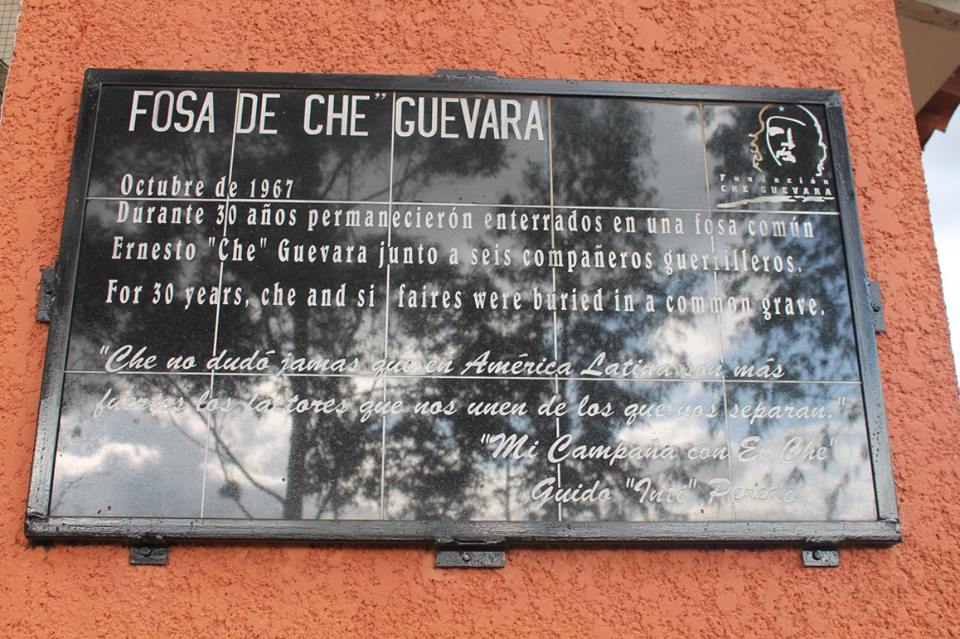 FOSA DE CHE" GUEVARA
Fundación
CHE GUEVARA
Octubre de 1967
Durante 30 años permanecierón enterrados en una fosa común
Ernesto "Che" Guevara junto a seis compañeros guerrilleros.
For 30 years, che and si faires were buried in a common grave.
"Che no dudó jamas que en América Latina son más
fuertes los factores que nos unen de los que nos separan."
"Mi Campaña con El Che"
Guido "Inti" Peredo